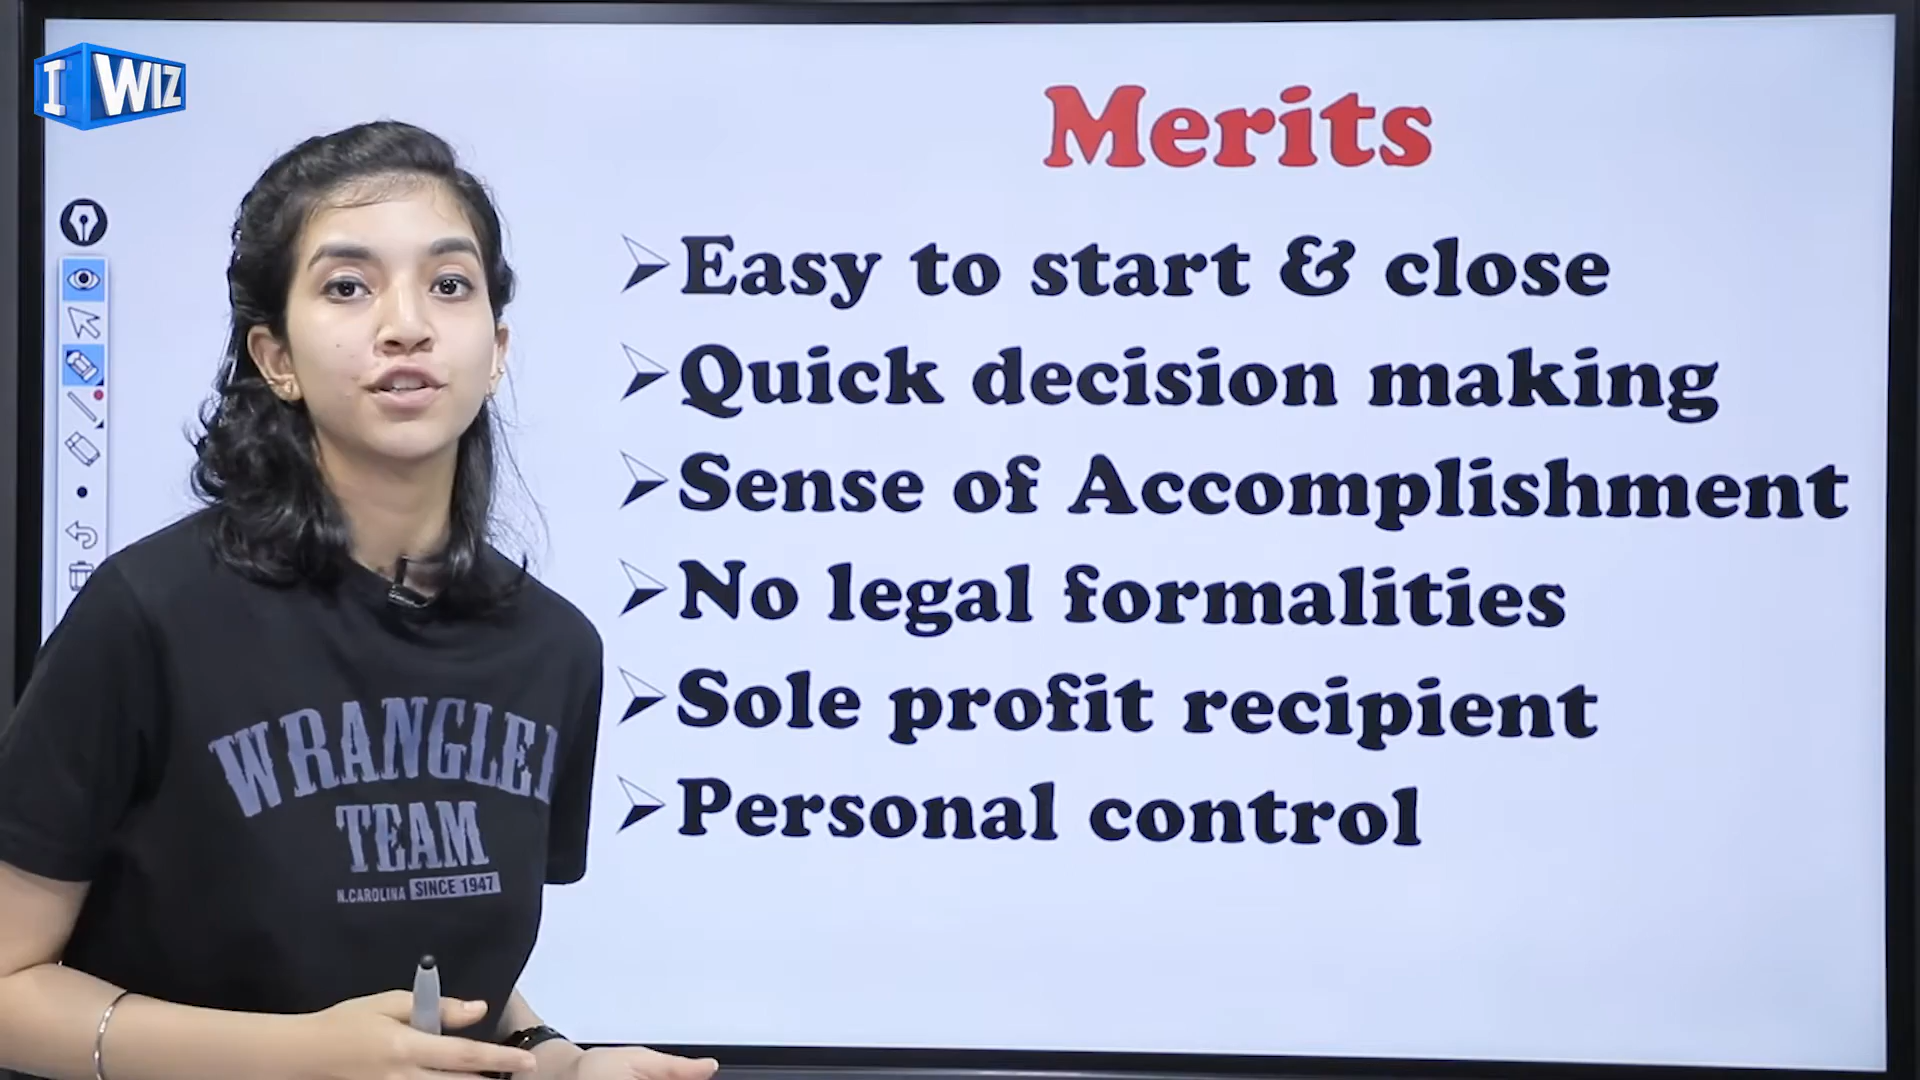 I WIZ
Merits
Easy to start & close
Quick decision making
Sense of Accomplishment
No legal formalities
Sole profit recipient
Personal control
WRANGLER
TEAM
N.CAROLINA SINCE 1947